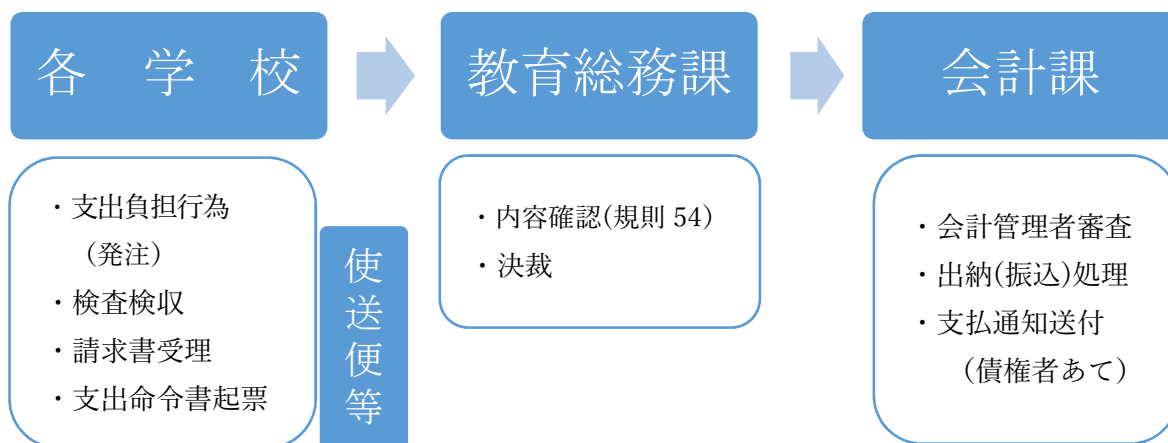 各学校
・支出負担行為
（発注）
・検査検収
・請求書受理
・支出命令書起票
使送便等
教育総務課
・内容確認(規則 54)
・決裁
会計課
・会計管理者審査
・出納(振込)処理
・支払通知送付
（債権者あて）